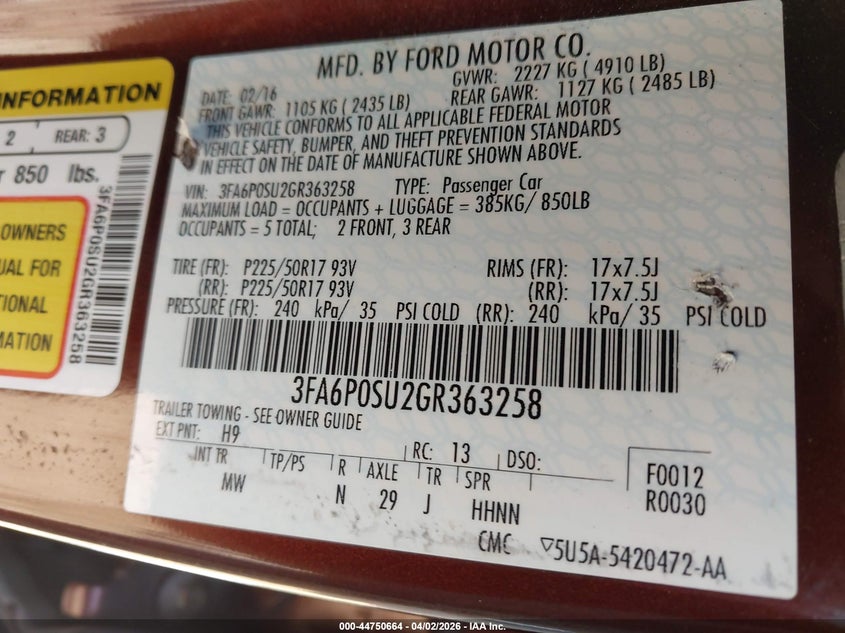 INFORMATION
2 REAR: 3
850 lbs.
OWNERS
FOR
MATION
3FA6P0SU2GR363258
MFD. BY FORD MOTOR CO.
DATE: 02/16 GVWR: 2227 KG ( 4910 LB)
FRONT GAWR: 1105 KG ( 2435 LB) REAR GAWR: 1127 KG ( 2485 LB)
THIS VEHICLE CONFORMS TO ALL APPLICABLE FEDERAL MOTOR
VEHICLE SAFETY, BUMPER, AND THEFT PREVENTION STANDARDS
IN EFFECT ON THE DATE OF MANUFACTURE SHOWN ABOVE.
VIN: 3FA6P0SU2GR363258 TYPE: Passenger Car
MAXIMUM LOAD = OCCUPANTS + LUGGAGE = 385KG/ 850LB
OCCUPANTS = 5 TOTAL; 2 FRONT, 3 REAR
TIRE (FR): P225/50R17 93V RIMS (FR): 17x7.5J
(RR): P225/50R17 93V (RR): 17x7.5J
PRESSURE (FR): 240 kPa/ 35 PSI COLD (RR): 240 kPa/ 35 PSI COLD
3FA6P0SU2GR363258
TRAILER TOWING - SEE OWNER GUIDE
EXT PNT: H9 RC: 13 DSO: F0012
INT TR TP/PS R AXLE TR SPR R0030
MW N 29 J HHNN
CMC 5U5A-5420472-AA
000-44750664 - 04/02/2026 - IAA Inc.